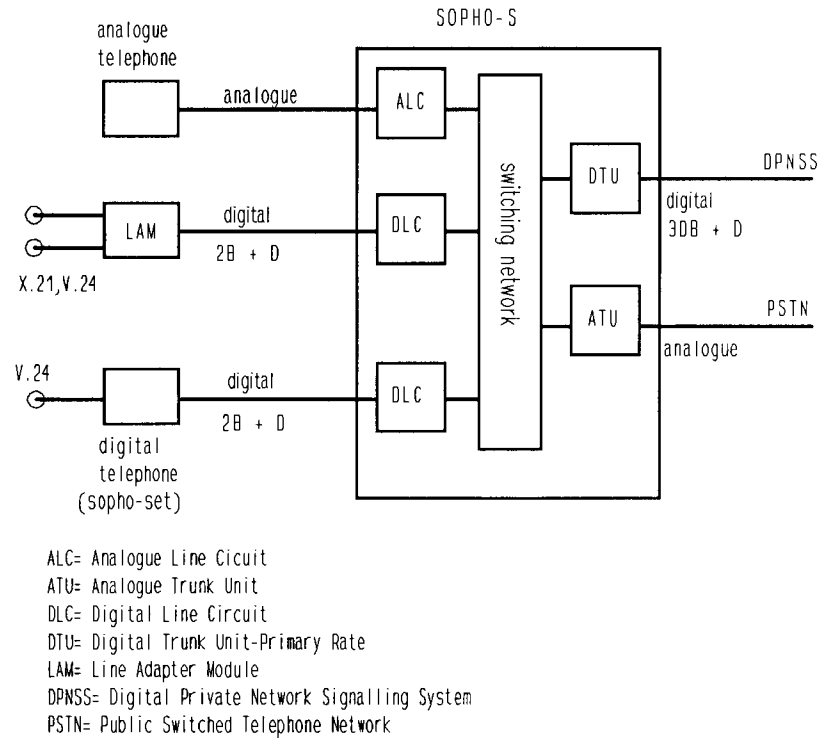 SOPHO-S
analogue
telephone
analogue
ALC
switching network
DTU
DPNSS
digital
30B + D
LAM
digital
2B + D
DLC
X.21,V.24
ATU
PSTN
analogue
V.24
digital
2B + D
DLC
digital
telephone
(sopho-set)
ALC= Analogue Line Cicuit
ATU= Analogue Trunk Unit
DLC= Digital Line Circuit
DTU= Digital Trunk Unit-Primary Rate
LAM= Line Adapter Module
DPNSS= Digital Private Network Signalling System
PSTN= Public Switched Telephone Network